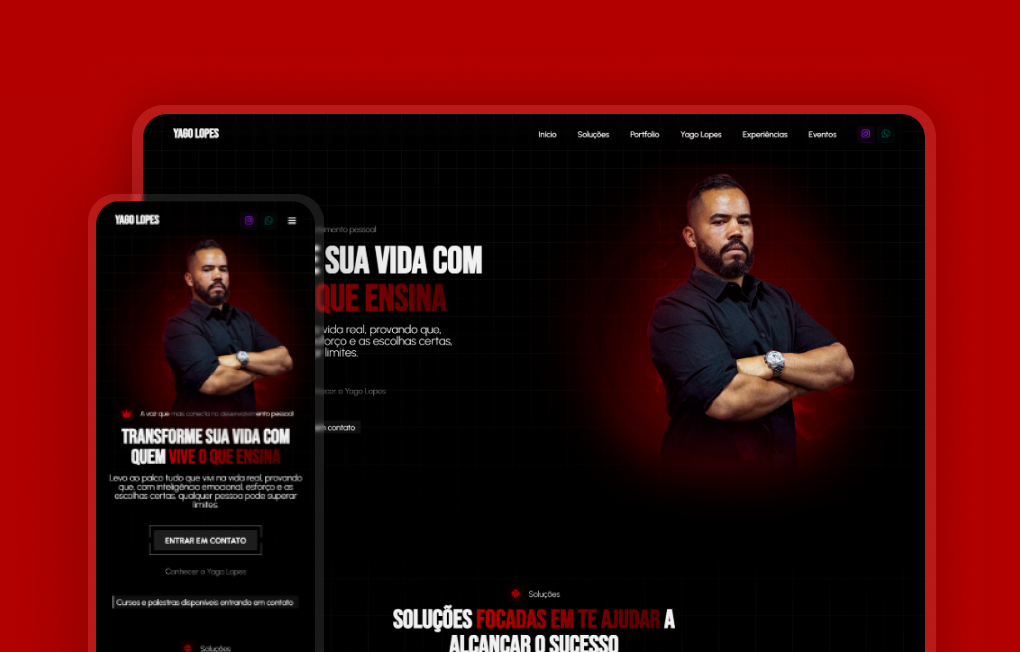 YAGO LOPES
Início Soluções Portfolio Yago Lopes Experiências Eventos
mento pessoal
E SUA VIDA COM
QUE ENSINA
vida real, provando que,
forço e as escolhas certas,
limites.
hecer o Yago Lopes
m contato
Soluções
SOLUÇÕES FOCADAS EM TE AJUDAR A
ALCANÇAR O SUCESSO
YAGO LOPES
A voz que mais conecta no desenvolvimento pessoal
TRANSFORME SUA VIDA COM
QUEM VIVE O QUE ENSINA
Levo ao palco tudo que vivi na vida real, provando
que, com inteligência emocional, esforço e as
escolhas certas, qualquer pessoa pode superar
limites.
ENTRAR EM CONTATO
Conhecer o Yago Lopes
Cursos e palestras disponíveis entrando em contato
Soluções